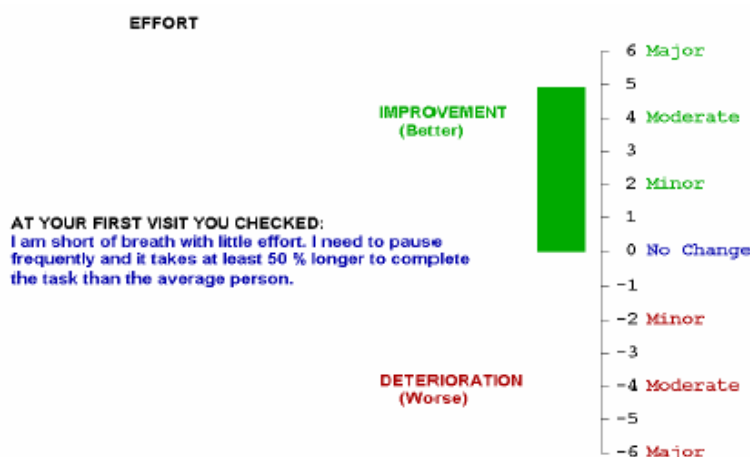 EFFORT
6 Major
5
IMPROVEMENT
(Better)
4 Moderate
3
2 Minor
1
AT YOUR FIRST VISIT YOU CHECKED:
I am short of breath with little effort. I need to pause
frequently and it takes at least 50 % longer to complete
the task than the average person.
0 No Change
-1
-2 Minor
-3
DETERIORATION
(Worse)
-4 Moderate
-5
-6 Major